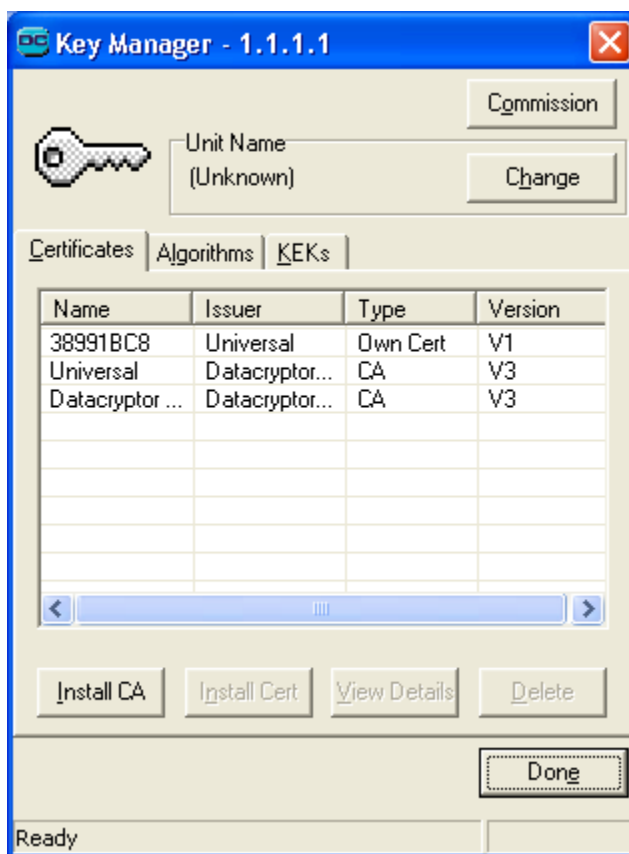 Key Manager - 1.1.1.1
Commission
Unit Name
(Unknown)
Change
Certificates Algorithms KEKs
Name Issuer Type Version
38991BC8 Universal Own Cert V1
Universal Datacryptor... CA V3
Datacryptor ... Datacryptor... CA V3
Install CA Install Cert View Details Delete
Done
Ready